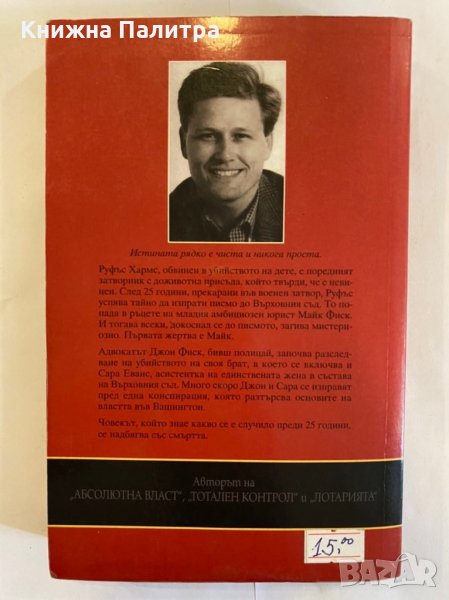 Книжна Палитра
Истината рядко е чиста и никога проста.
Руфъс Хармс, обвинен в убийството на дете, е поредният
затворник с доживотна присъда, който твърди, че е неви-
нен. След 25 години, прекарани във военен затвор, Руфъс
успява тайно да изпрати писмо до Върховния съд. То по-
пада в ръцете на младия амбициозен юрист Майк Фиск.
И тогава всеки, докоснал се до писмото, загива мистери-
озно. Първата жертва е Майк.
Адвокатът Джон Фиск, бивш полицай, започва разслед-
ване на убийството на своя брат, в което се включва и
Сара Еванс, асистентка на единствената жена в състава
на Върховния съд. Много скоро Джон и Сара се изправят
пред една конспирация, която разтърсва основите на
властта във Вашингтон.
Човекът, който знае какво се е случило преди 25 години,
се надбягва със смъртта.
Авторът на
„АБСОЛЮТНА ВЛАСТ“, „ТОТАЛЕН КОНТРОЛ“ и „ЛОТАРИЯТА“
15,00
BAZAR